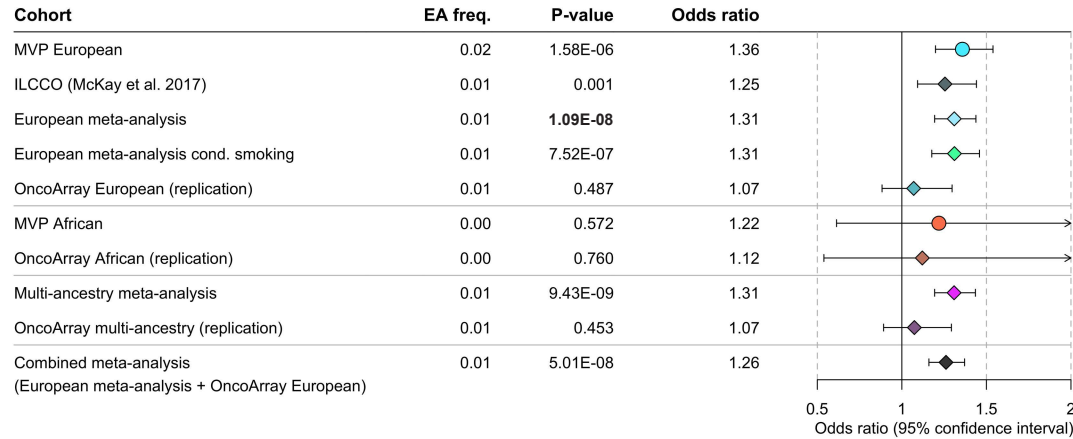 Cohort EA freq. P-value Odds ratio
MVP European 0.02 1.58E-06 1.36
ILCCO (McKay et al. 2017) 0.01 0.001 1.25
European meta-analysis 0.01 1.09E-08 1.31
European meta-analysis cond. smoking 0.01 7.52E-07 1.31
OncoArray European (replication) 0.01 0.487 1.07
MVP African 0.00 0.572 1.22
OncoArray African (replication) 0.00 0.760 1.12
Multi-ancestry meta-analysis 0.01 9.43E-09 1.31
OncoArray multi-ancestry (replication) 0.01 0.453 1.07
Combined meta-analysis 0.01 5.01E-08 1.26
(European meta-analysis + OncoArray European)
0.5 1 1.5 2
Odds ratio (95% confidence interval)